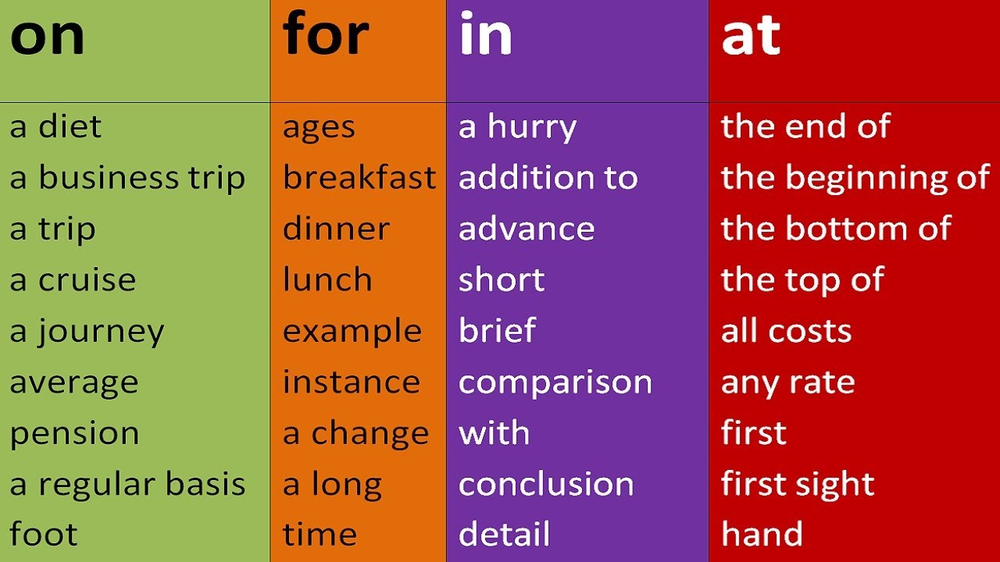 on
a diet
a business trip
a trip
a cruise
a journey
average
pension
a regular basis
foot
for
ages
breakfast
dinner
lunch
example
instance
a change
a long
time
in
a hurry
addition to
advance
short
brief
comparison
with
conclusion
detail
at
the end of
the beginning of
the bottom of
the top of
all costs
any rate
first
first sight
hand